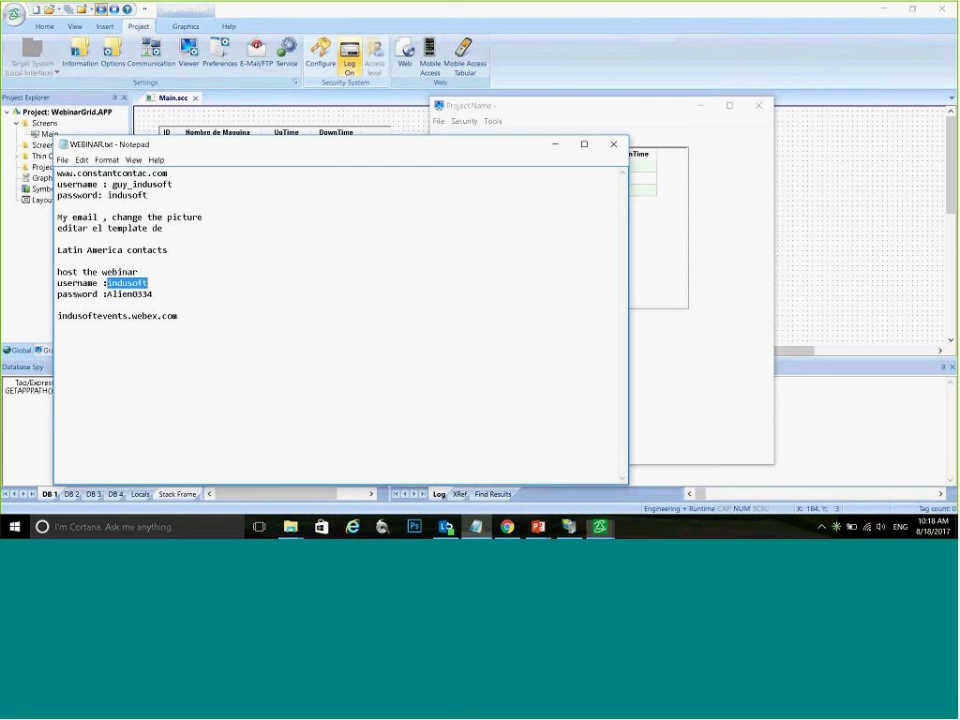 Home View Insert Project Graphics Help
Target System Information Options Communication Viewer Preferences E-Mail/FTP Service Configure Log On Access level Web Mobile Access Mobile Access Tabular
Local Interfaces
Settings Security System Web
Project Explorer
Main.scc
Project: WebinarGrid.APP
Screens
Project Name -
File Security Tools
ID Nombre de Maquina UpTime DownTime
WEBINAR.txt - Notepad
File Edit Format View Help
www.constantcontac.com
username : guy_indusoft
password: indusoft
My email , change the picture
editar el template de
Latin America contacts
host the webinar
username :indusoft
password :Alien0334
indusoftevents.webex.com
Global
Database Spy
GETAPPPATH()
DB 1 DB 2 DB 3 DB 4 Locals Stack Frame
Log XRef Find Results
Engineering + Runtime CAP NUM SCRL X: 184, Y: 3 Tag count: 0
I'm Cortana. Ask me anything.
Ps
ENG
10:18 AM
8/18/2017